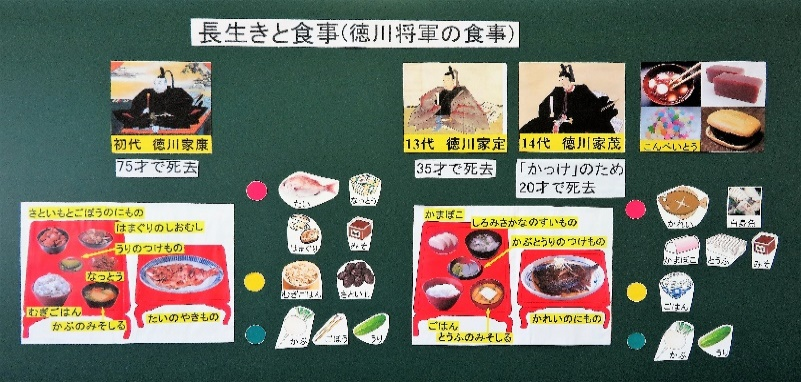 長生きと食事(徳川将軍の食事)
初代 徳川家康
75才で死去
13代 徳川家定
35才で死去
14代 徳川家茂
「かっけ」のため
20才で死去
こんぺいとう
さといもとごぼうのにもの
はまぐりのしおむし
うりのつけもの
なっとう
むぎごはん
かぶのみそしる
たいのやきもの
たい
なっとう
はまぐり
みそ
むぎごはん
さといも
かぶ
ごぼう
うり
かまぼこ
しろみさかなのすいもの
かぶとうりのつけもの
ごはん
とうふのみそしる
かれいのにもの
かれい
白身魚
かまぼこ
とうふ
みそ
ごはん
かぶ
うり